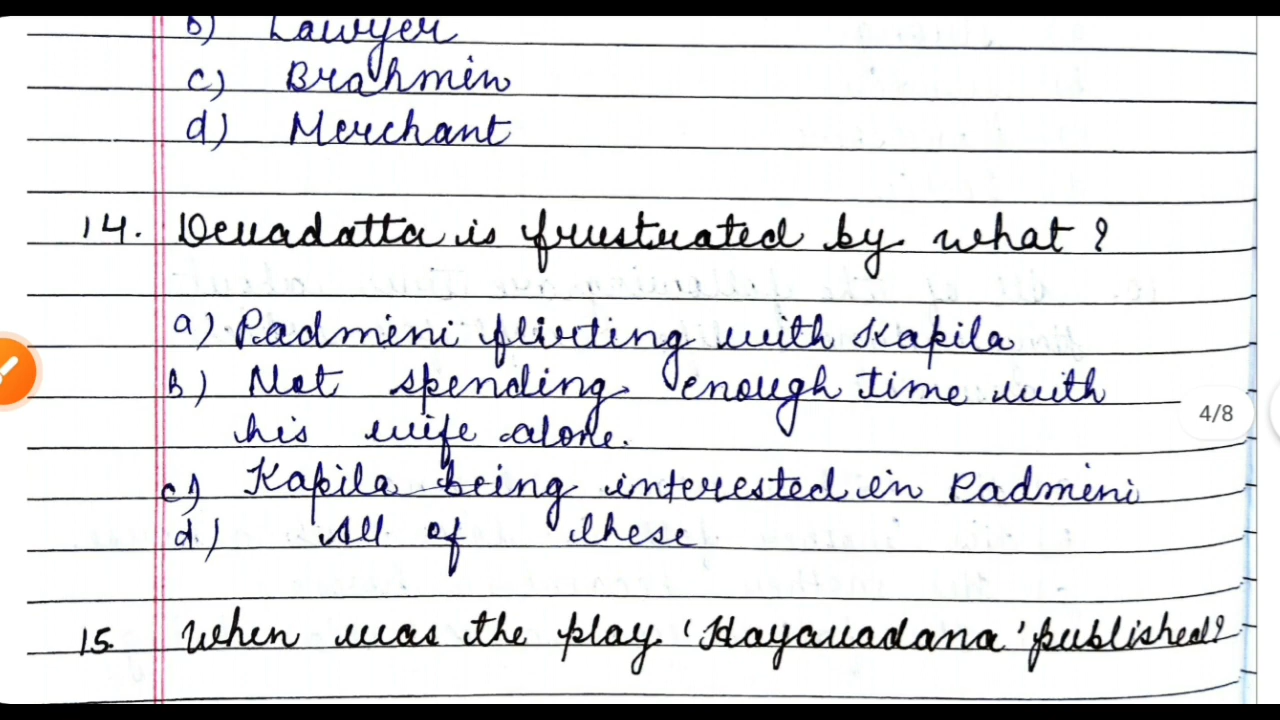 b) Lawyer
c) Brahmin
d) Merchant
14. Devadatta is frustrated by what?
a) Padmini flirting with Kapila
b) Not spending enough time with
his wife alone.
c) Kapila being interested in Padmini
d.) All of these
4/8
15. When was the play 'Hayavadana' published?